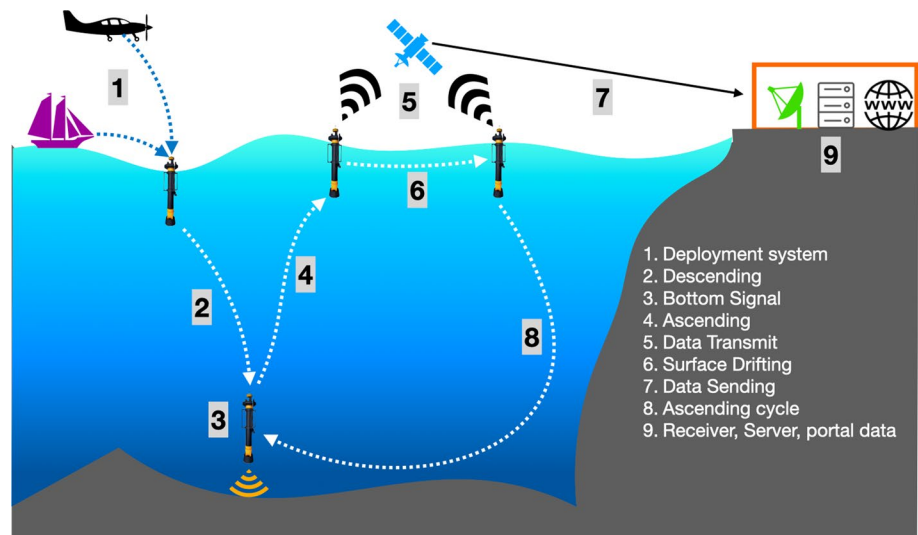 1
5
7
WWW
9
6
4
2
8
3
1. Deployment system
2. Descending
3. Bottom Signal
4. Ascending
5. Data Transmit
6. Surface Drifting
7. Data Sending
8. Ascending cycle
9. Receiver, Server, portal data